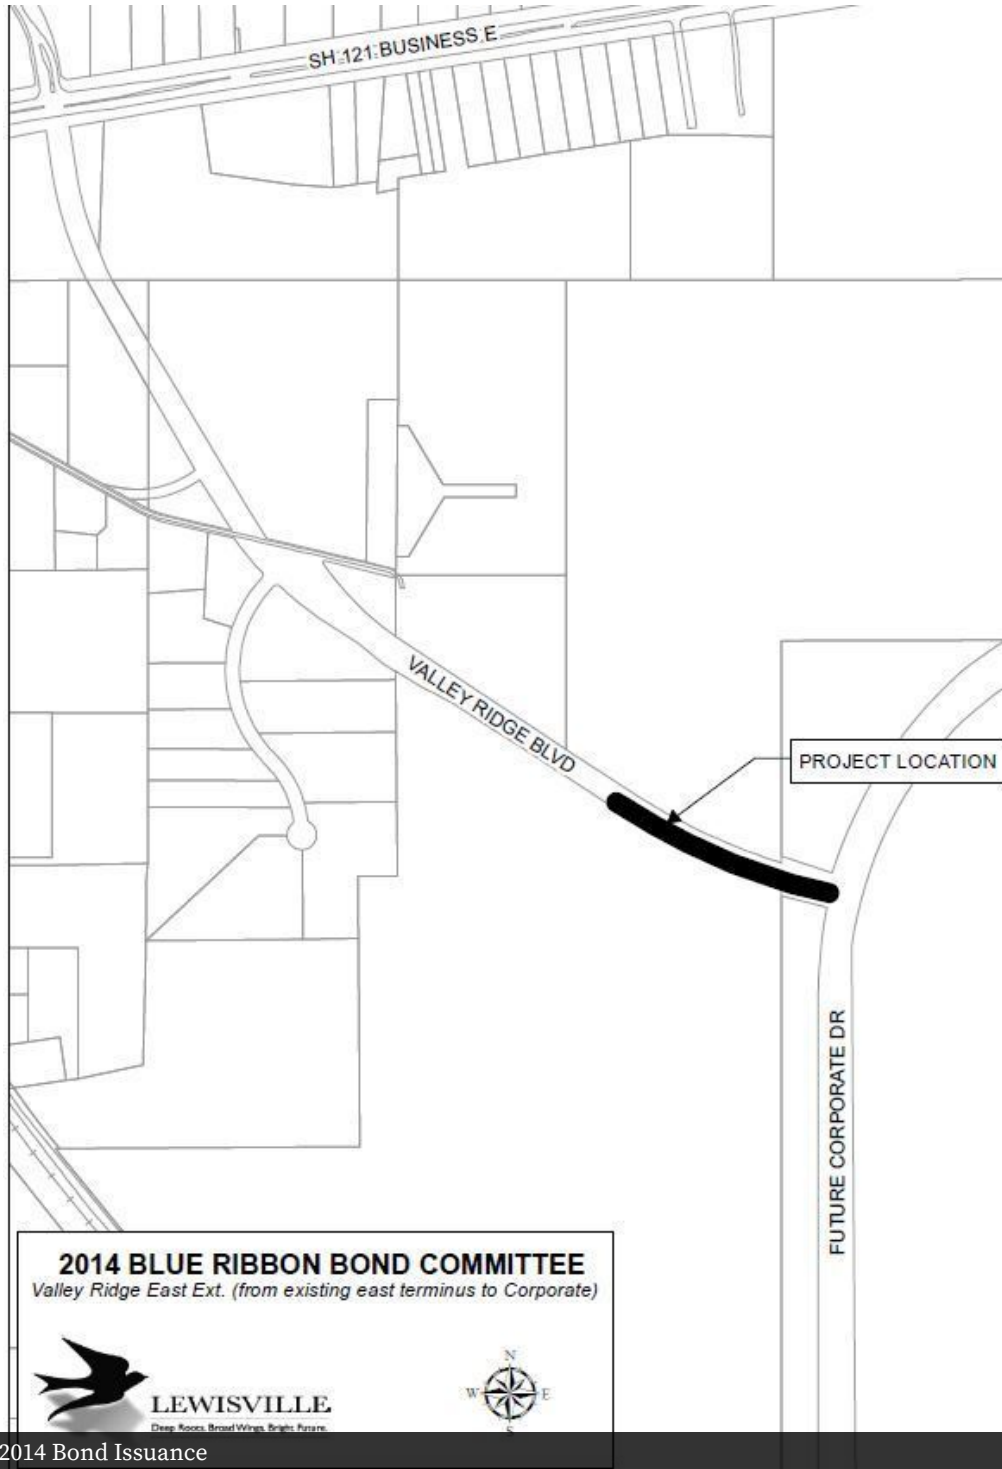 SH 121 BUSINESS E
VALLEY RIDGE BLVD
PROJECT LOCATION
FUTURE CORPORATE DR
2014 BLUE RIBBON BOND COMMITTEE
Valley Ridge East Ext. (from existing east terminus to Corporate)
N
W E
S
LEWISVILLE
Deep Roots. Broad Wings. Bright Future.
2014 Bond Issuance